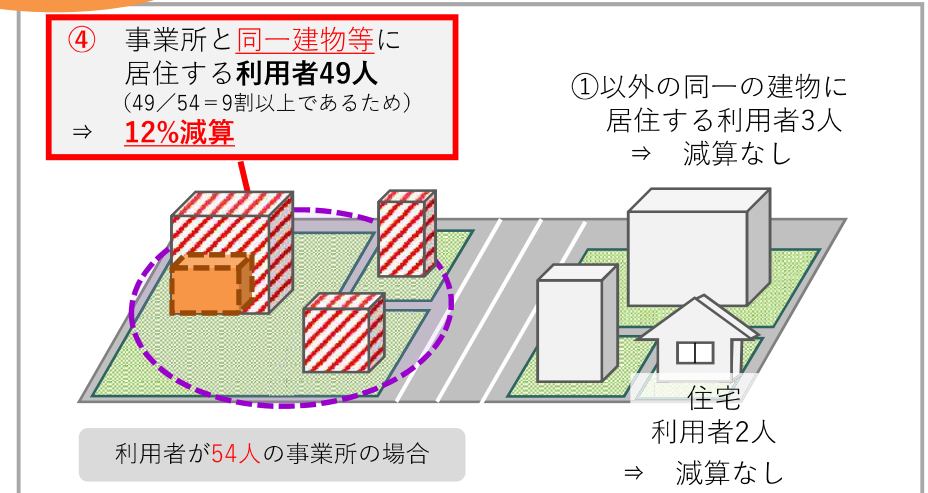 ④ 事業所と同一建物等に
居住する利用者49人
（49／54＝9割以上であるため）
⇒ 12%減算
①以外の同一の建物に
居住する利用者3人
⇒ 減算なし
住宅
利用者2人
⇒ 減算なし
利用者が54人の事業所の場合